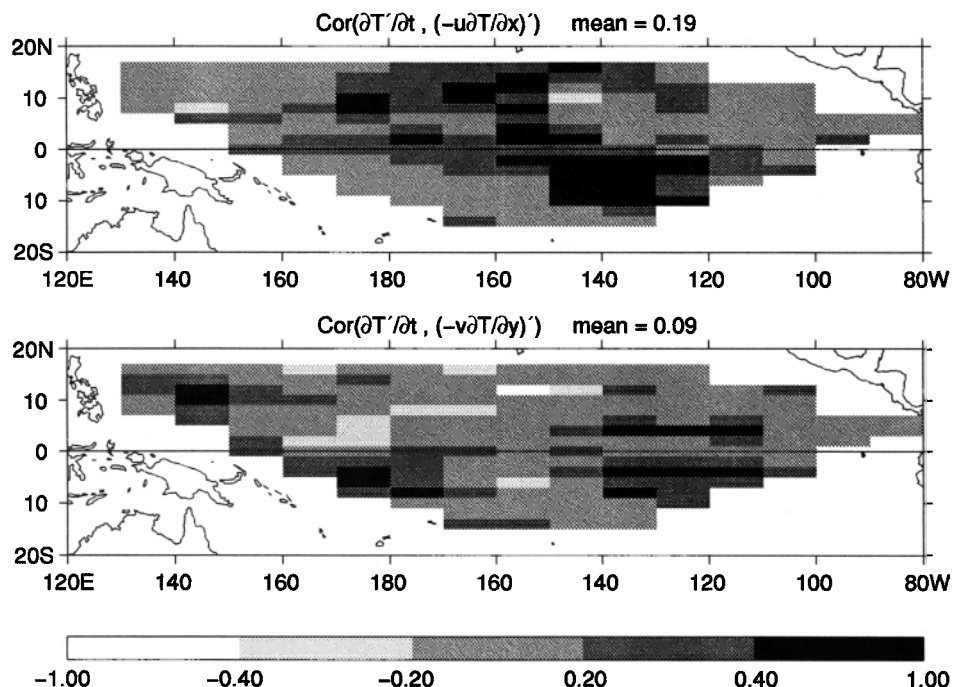 Cor(∂T´/∂t , (−u∂T/∂x)´) mean = 0.19
20N
10
0
10
20S
120E 140 160 180 160 140 120 100 80W
Cor(∂T´/∂t , (−v∂T/∂y)´) mean = 0.09
20N
10
0
10
20S
120E 140 160 180 160 140 120 100 80W
−1.00 −0.40 −0.20 0.20 0.40 1.00